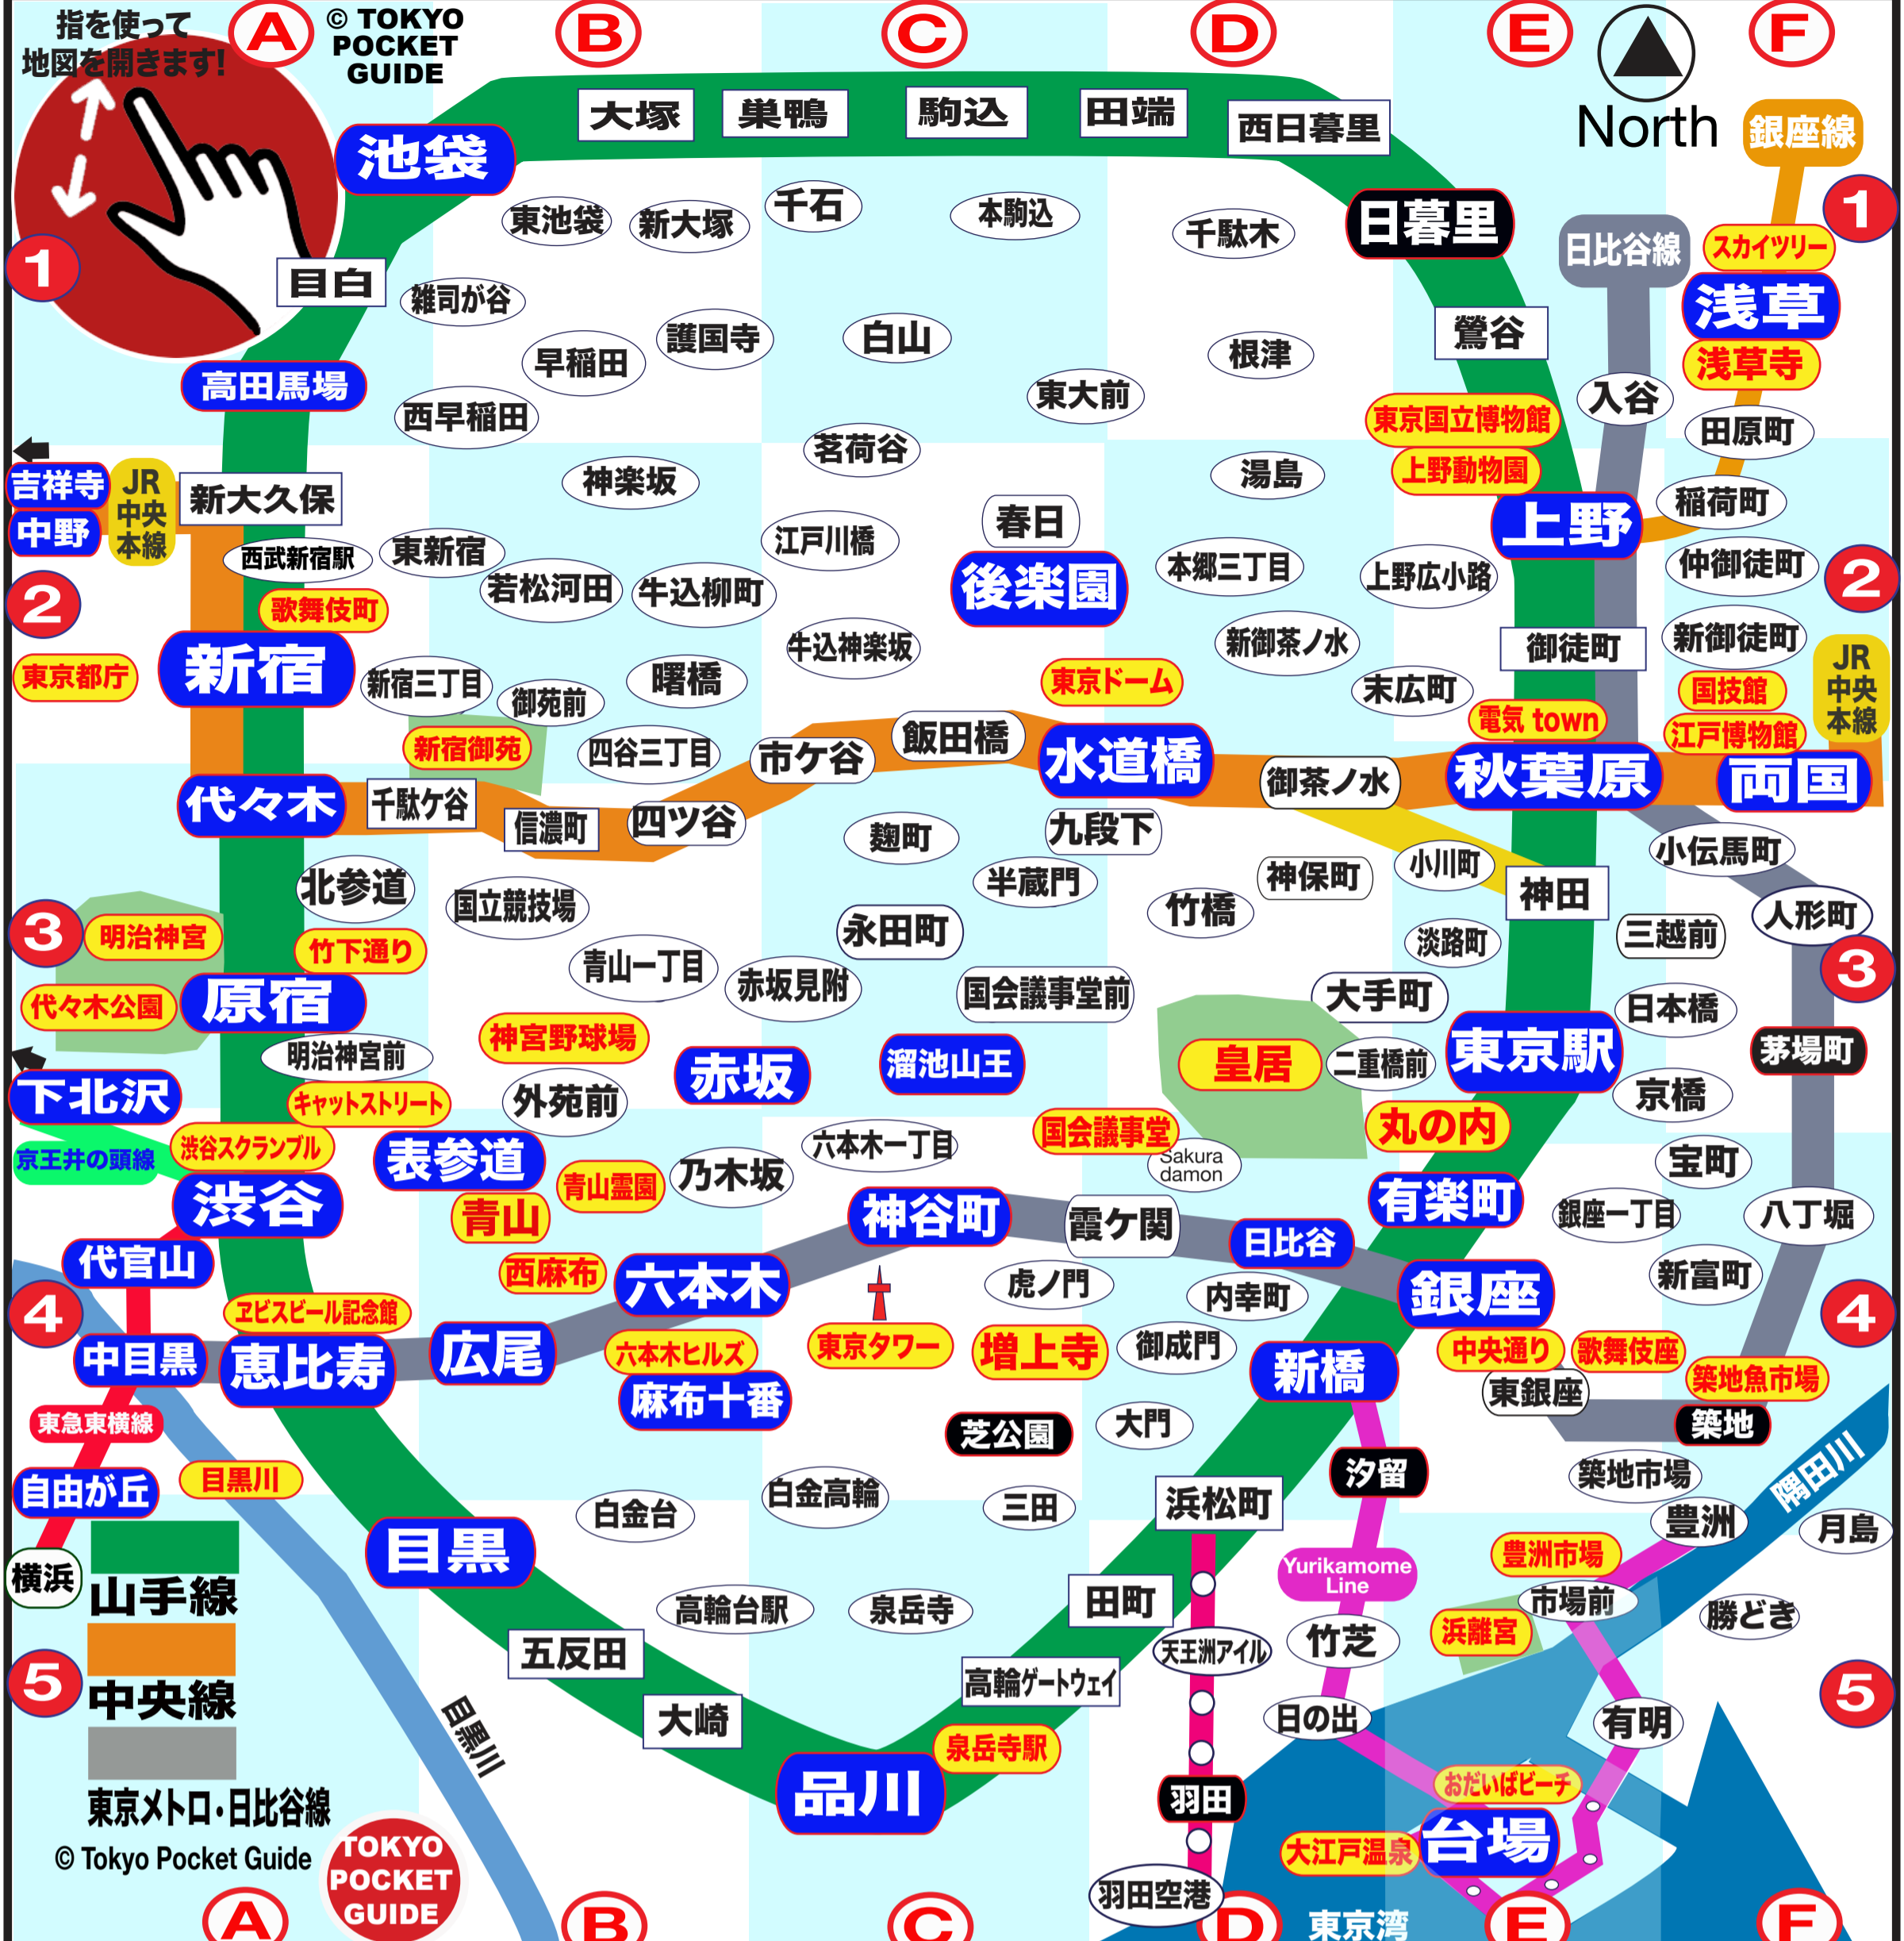 指を使って
地図を開きます!
A
© TOKYO
POCKET
GUIDE
B
C
D
E
F
North
銀座線
大塚
巣鴨
駒込
田端
西日暮里
池袋
東池袋
新大塚
千石
本駒込
千駄木
日暮里
日比谷線
スカイツリー
1
1
目白
雑司が谷
護国寺
白山
根津
鶯谷
浅草
浅草寺
高田馬場
早稲田
西早稲田
東大前
東京国立博物館
入谷
田原町
茗荷谷
上野動物園
吉祥寺
中野
JR
中央
本線
新大久保
神楽坂
湯島
稲荷町
春日
上野
西武新宿駅
東新宿
江戸川橋
2
歌舞伎町
若松河田
牛込柳町
後楽園
本郷三丁目
上野広小路
仲御徒町
2
新宿
東京都庁
新宿三丁目
御苑前
曙橋
牛込神楽坂
新御茶ノ水
御徒町
新御徒町
JR
中央
本線
東京ドーム
末広町
国技館
新宿御苑
四谷三丁目
市ケ谷
飯田橋
水道橋
電気 town
江戸博物館
代々木
千駄ケ谷
信濃町
四ツ谷
御茶ノ水
秋葉原
両国
麹町
九段下
小伝馬町
北参道
国立競技場
半蔵門
神保町
小川町
神田
3
明治神宮
竹下通り
永田町
竹橋
淡路町
三越前
人形町
3
代々木公園
原宿
青山一丁目
赤坂見附
国会議事堂前
大手町
日本橋
明治神宮前
神宮野球場
赤坂
溜池山王
皇居
二重橋前
東京駅
茅場町
下北沢
キャットストリート
外苑前
京橋
京王井の頭線
渋谷スクランブル
表参道
六本木一丁目
国会議事堂
丸の内
Sakura
damon
宝町
渋谷
青山
青山霊園
乃木坂
神谷町
霞ケ関
有楽町
銀座一丁目
八丁堀
代官山
西麻布
六本木
日比谷
虎ノ門
内幸町
銀座
新富町
4
ヱビスビール記念館
4
中目黒
恵比寿
広尾
六本木ヒルズ
東京タワー
増上寺
御成門
新橋
中央通り
歌舞伎座
麻布十番
東銀座
築地魚市場
東急東横線
芝公園
大門
築地
自由が丘
目黒川
汐留
築地市場
隅田川
白金台
白金高輪
三田
浜松町
豊洲
月島
横浜
山手線
目黒
Yurikamome
Line
豊洲市場
高輪台駅
泉岳寺
田町
市場前
勝どき
浜離宮
5
中央線
五反田
天王洲アイル
竹芝
5
高輪ゲートウェイ
大崎
目黒川
日の出
有明
泉岳寺駅
東京メトロ・日比谷線
品川
羽田
おだいばビーチ
台場
大江戸温泉
© Tokyo Pocket Guide
TOKYO
POCKET
GUIDE
羽田空港
A
B
C
D
東京湾
E
F